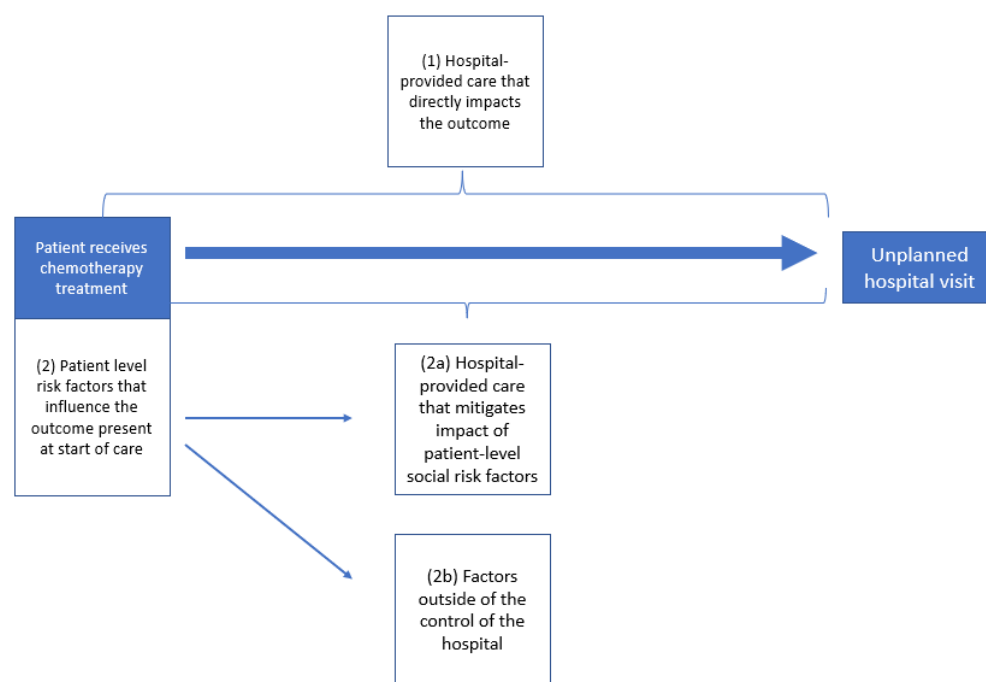 (1) Hospital-
provided care that
directly impacts
the outcome
Patient receives
chemotherapy
treatment
Unplanned
hospital visit
(2) Patient level
risk factors that
influence the
outcome present
at start of care
(2a) Hospital-
provided care
that mitigates
impact of
patient-level
social risk factors
(2b) Factors
outside of the
control of the
hospital